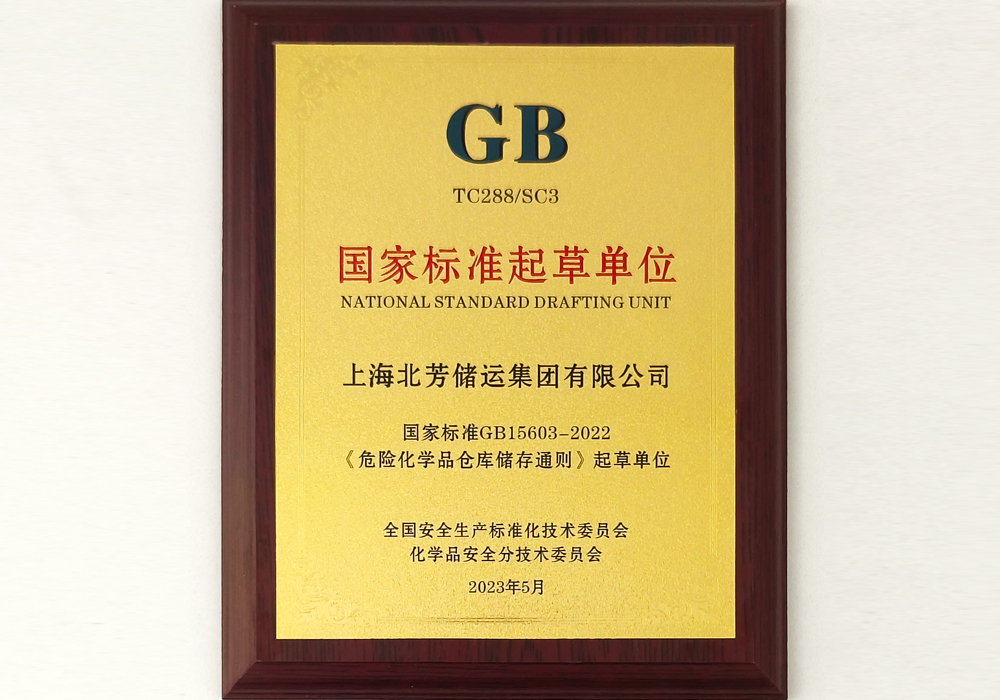 GB
TC288/SC3
国家标准起草单位
NATIONAL STANDARD DRAFTING UNIT
上海北芳储运集团有限公司
国家标准GB15603-2022
《危险化学品仓库储存通则》起草单位
全国安全生产标准化技术委员会
化学品安全分技术委员会
2023年5月